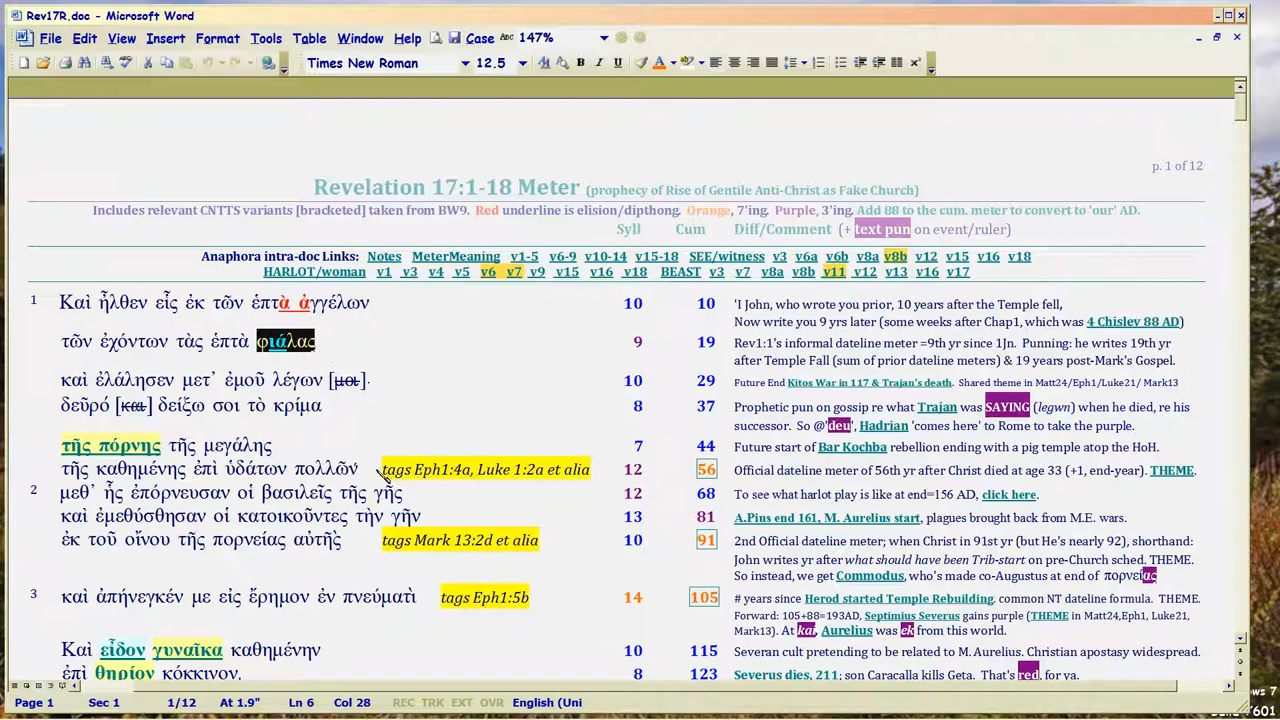 Rev17R.doc - Microsoft Word
File Edit View Insert Format Tools Table Window Help Case ABC 147%
Times New Roman 12.5 B I U
p. 1 of 12
Revelation 17:1-18 Meter (prophecy of Rise of Gentile Anti-Christ as Fake Church)
Includes relevant CNTTS variants [bracketed] taken from BW9. Red underline is elision/dipthong. Orange, 7'ing. Purple, 3'ing. Add 88 to the cum. meter to convert to 'our' AD.
Syll Cum Diff/Comment (+ text pun on event/ruler)
Anaphora intra-doc Links: Notes MeterMeaning v1-5 v6-9 v10-14 v15-18 SEE/witness v3 v6a v6b v8a v8b v12 v15 v16 v18
HARLOT/woman v1 v3 v4 v5 v6 v7 v9 v15 v16 v18 BEAST v3 v7 v8a v8b v11 v12 v13 v16 v17
1 Καὶ ἦλθεν εἷς ἐκ τῶν ἑπτὰ ἀγγέλων 10 10 'I John, who wrote you prior, 10 years after the Temple fell,
Now write you 9 yrs later (some weeks after Chap1, which was 4 Chislev 88 AD)
τῶν ἐχόντων τὰς ἑπτὰ φιάλας 9 19 Rev1:1's informal dateline meter =9th yr since 1Jn. Punning: he writes 19th yr
after Temple Fall (sum of prior dateline meters) & 19 years post-Mark's Gospel.
καὶ ἐλάλησεν μετ᾽ ἐμοῦ λέγων [μοι]· 10 29 Future End Kitos War in 117 & Trajan's death. Shared theme in Matt24/Eph1/Luke21/ Mark13
δεῦρό [και] δείξω σοι τὸ κρίμα 8 37 Prophetic pun on gossip re what Trajan was SAYING (legwn) when he died, re his
successor. So @'deu', Hadrian 'comes here' to Rome to take the purple.
τῆς πόρνης τῆς μεγάλης 7 44 Future start of Bar Kochba rebellion ending with a pig temple atop the HoH.
τῆς καθημένης ἐπὶ ὑδάτων πολλῶν tags Eph1:4a, Luke 1:2a et alia 12 56 Official dateline meter of 56th yr after Christ died at age 33 (+1, end-year). THEME.
2 μεθ᾽ ἧς ἐπόρνευσαν οἱ βασιλεῖς τῆς γῆς 12 68 To see what harlot play is like at end=156 AD, click here.
καὶ ἐμεθύσθησαν οἱ κατοικοῦντες τὴν γῆν 13 81 A.Pius end 161, M. Aurelius start, plagues brought back from M.E. wars.
ἐκ τοῦ οἴνου τῆς πορνείας αὐτῆς tags Mark 13:2d et alia 10 91 2nd Official dateline meter; when Christ in 91st yr (but He's nearly 92), shorthand:
John writes yr after what should have been Trib-start on pre-Church sched. THEME.
So instead, we get Commodus, who's made co-Augustus at end of πορνείας
3 καὶ ἀπήνεγκέν με εἰς ἔρημον ἐν πνεύματι tags Eph1:5b 14 105 # years since Herod started Temple Rebuilding. common NT dateline formula. THEME.
Forward: 105+88=193AD, Septimius Severus gains purple (THEME in Matt24,Eph1, Luke21,
Mark13). At kai, Aurelius was ek from this world.
Καὶ εἶδον γυναῖκα καθημένην 10 115 Severan cult pretending to be related to M. Aurelius. Christian apostasy widespread.
ἐπὶ θηρίον κόκκινον, 8 123 Severus dies, 211; son Caracalla kills Geta. That's red, for ya.
Page 1 Sec 1 1/12 At 1.9" Ln 6 Col 28 REC TRK EXT OVR English (Uni